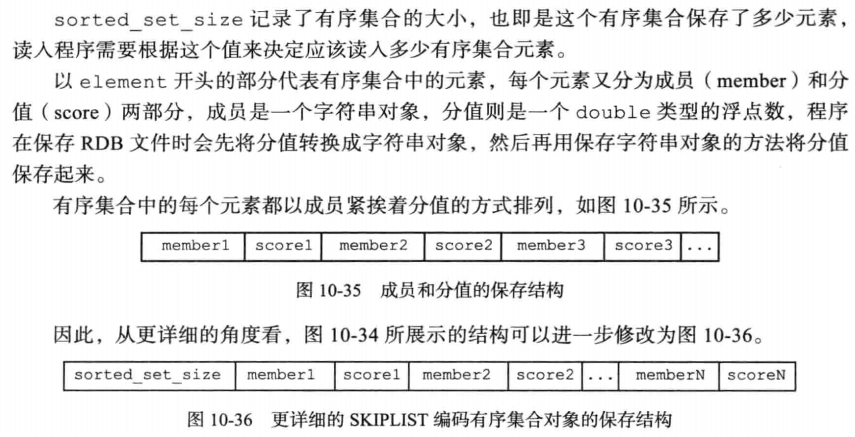 sorted_set_size 记录了有序集合的大小，也即是这个有序集合保存了多少元素，
读入程序需要根据这个值来决定应该读入多少有序集合元素。
以 element 开头的部分代表有序集合中的元素，每个元素又分为成员（member）和分
值（score）两部分，成员是一个字符串对象，分值则是一个 double 类型的浮点数，程序
在保存 RDB 文件时会先将分值转换成字符串对象，然后再用保存字符串对象的方法将分值
保存起来。
有序集合中的每个元素都以成员紧挨着分值的方式排列，如图 10-35 所示。
member1 score1 member2 score2 member3 score3 ...
图 10-35 成员和分值的保存结构
因此，从更详细的角度看，图 10-34 所展示的结构可以进一步修改为图 10-36。
sorted_set_size member1 score1 member2 score2 ... memberN scoreN
图 10-36 更详细的 SKIPLIST 编码有序集合对象的保存结构